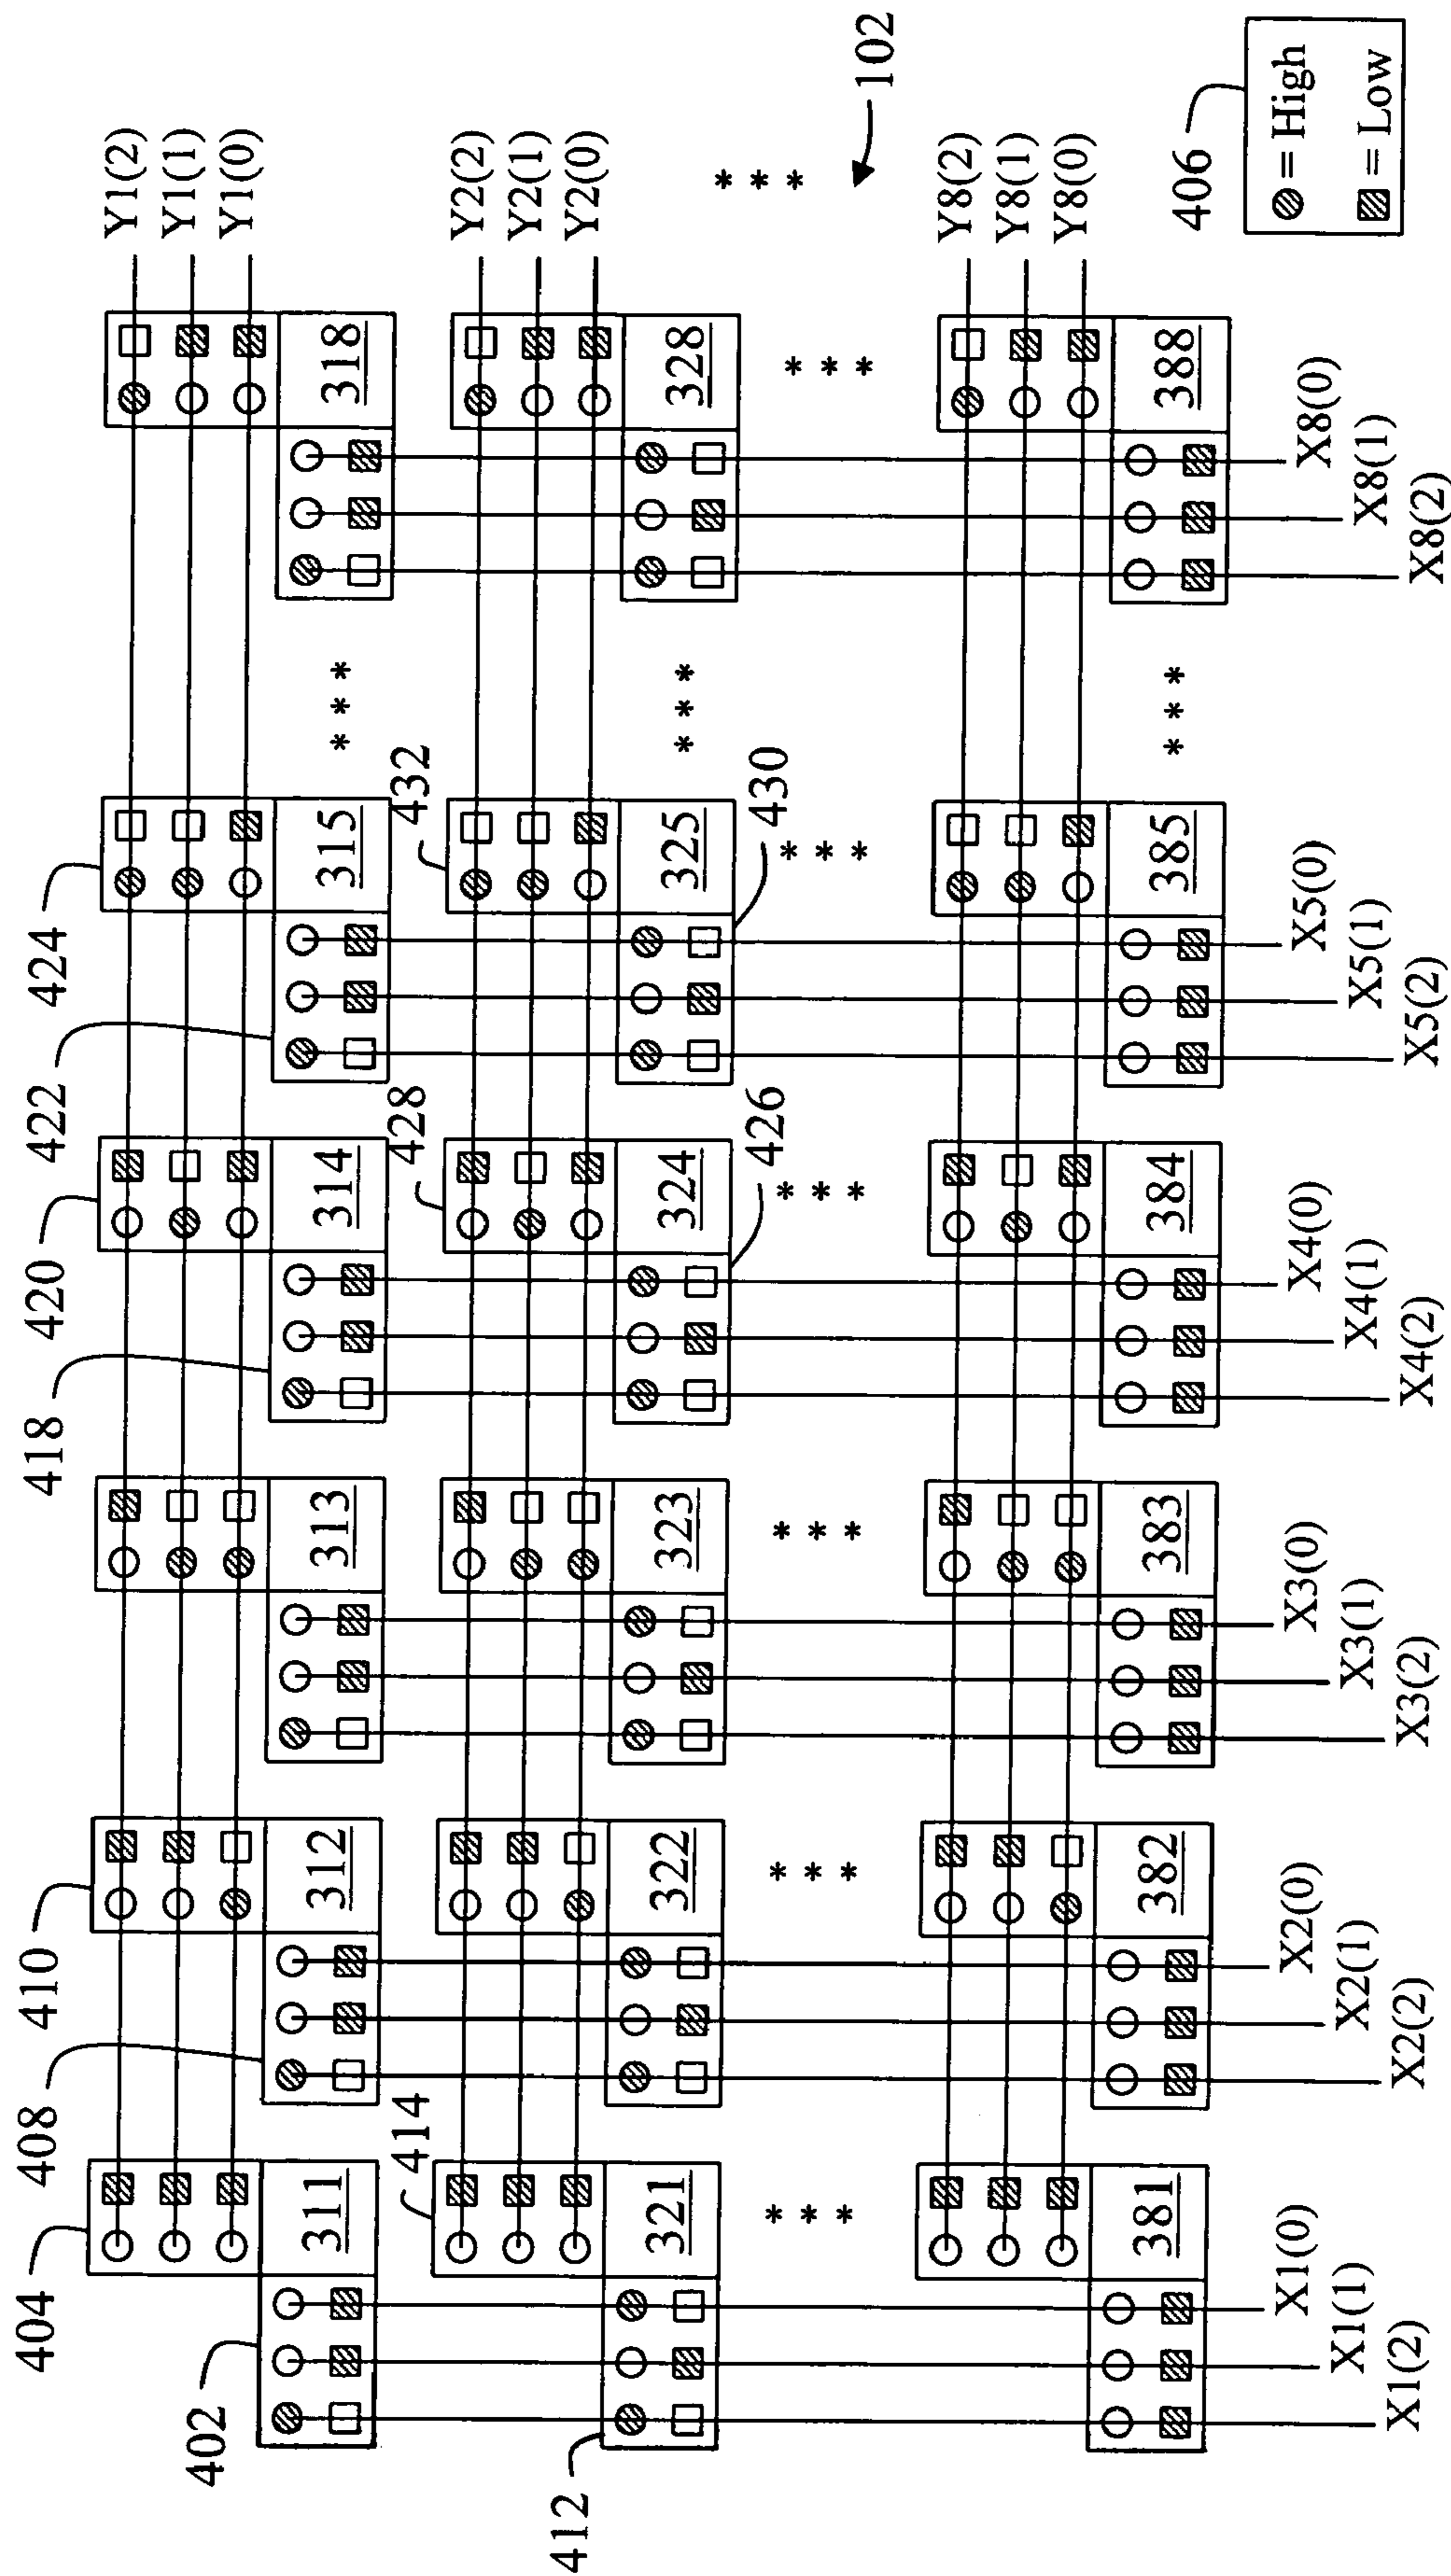 404
402
408
410
418
420
422
424
Y1(2)
Y1(1)
Y1(0)
311
312
313
314
315
* * *
318
412
414
428
432
Y2(2)
Y2(1)
Y2(0)
321
322
323
324
325
* * *
328
426
430
* * *
* * *
* * *
* * *
* * *
* * *
* * *
102
Y8(2)
Y8(1)
Y8(0)
381
382
383
384
385
* * *
388
X1(0)
X1(1)
X1(2)
X2(0)
X2(1)
X2(2)
X3(0)
X3(1)
X3(2)
X4(0)
X4(1)
X4(2)
X5(0)
X5(1)
X5(2)
X8(0)
X8(1)
X8(2)
406
= High
= Low